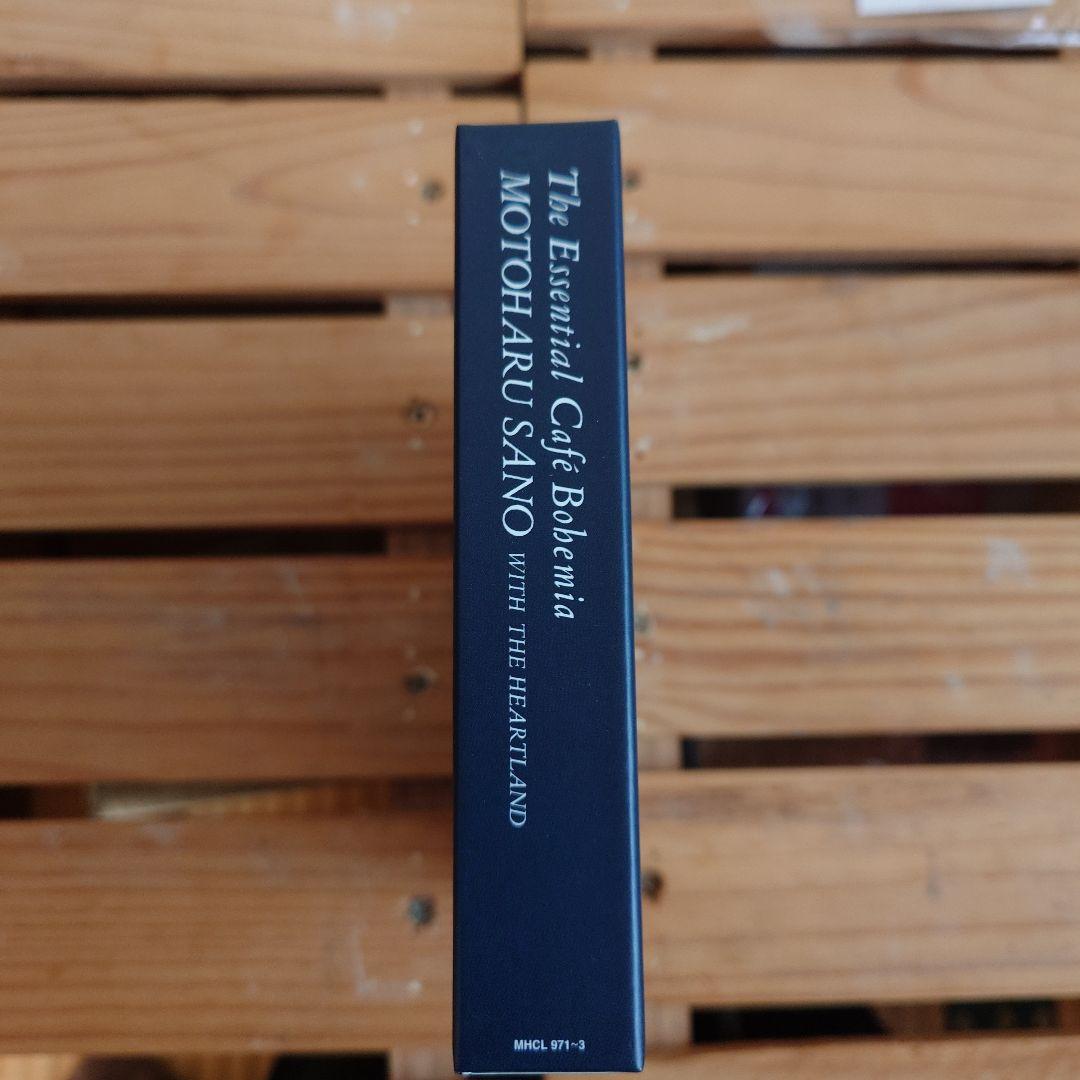 The Essential Café Bohemia
MOTOHARU SANO WITH THE HEARTLAND
MHCL 971~3